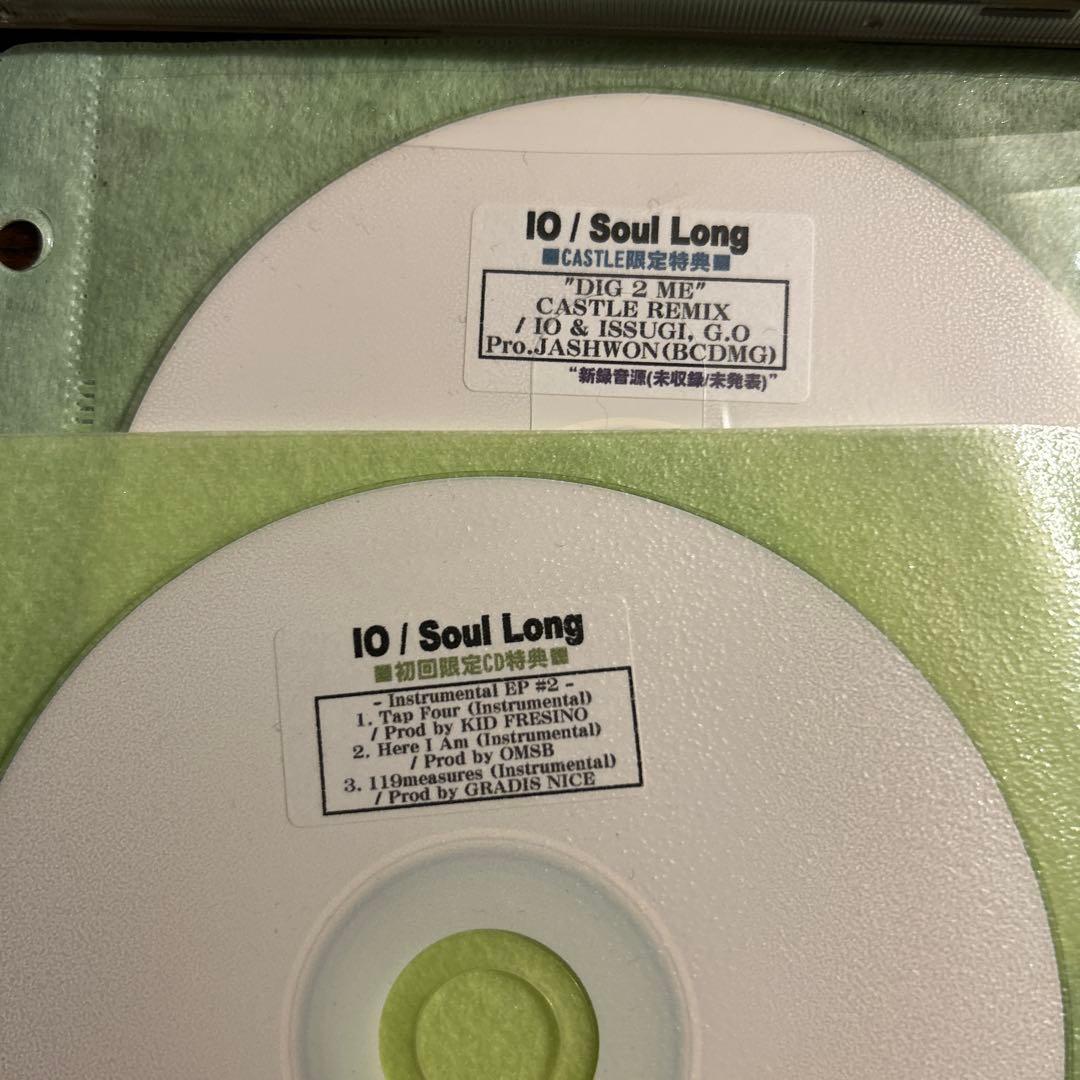 IO / Soul Long
■CASTLE限定特典■
"DIG 2 ME"
CASTLE REMIX
/ IO & ISSUGI, G.O
Pro.JASHWON(BCDMG)
“新録音源(未収録/未発表)”
IO / Soul Long
■初回限定CD特典■
- Instrumental EP #2 -
1. Tap Four (Instrumental)
/ Prod by KID FRESINO
2. Here I Am (Instrumental)
/ Prod by OMSB
3. 119measures (Instrumental)
/ Prod by GRADIS NICE